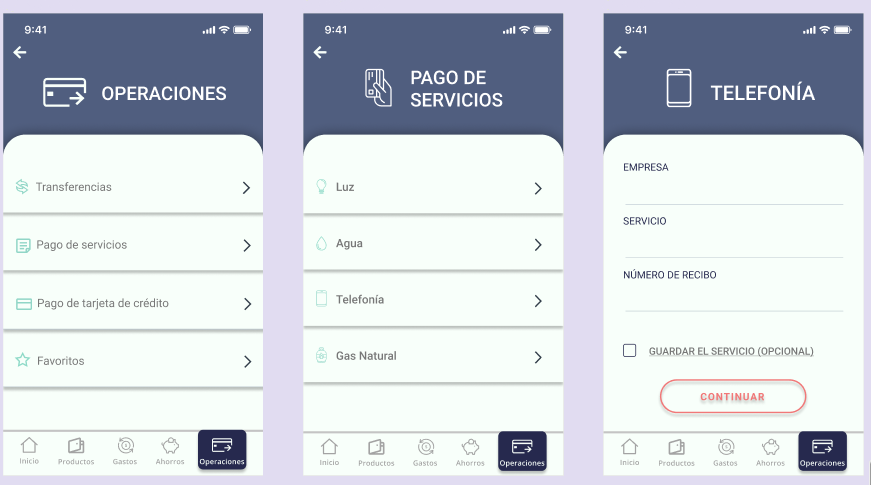 9:41
OPERACIONES
Transferencias
Pago de servicios
Pago de tarjeta de crédito
Favoritos
Inicio
Productos
Gastos
Ahorros
Operaciones
9:41
PAGO DE
SERVICIOS
Luz
Agua
Telefonía
Gas Natural
Inicio
Productos
Gastos
Ahorros
Operaciones
9:41
TELEFONÍA
EMPRESA
SERVICIO
NÚMERO DE RECIBO
GUARDAR EL SERVICIO (OPCIONAL)
CONTINUAR
Inicio
Productos
Gastos
Ahorros
Operaciones